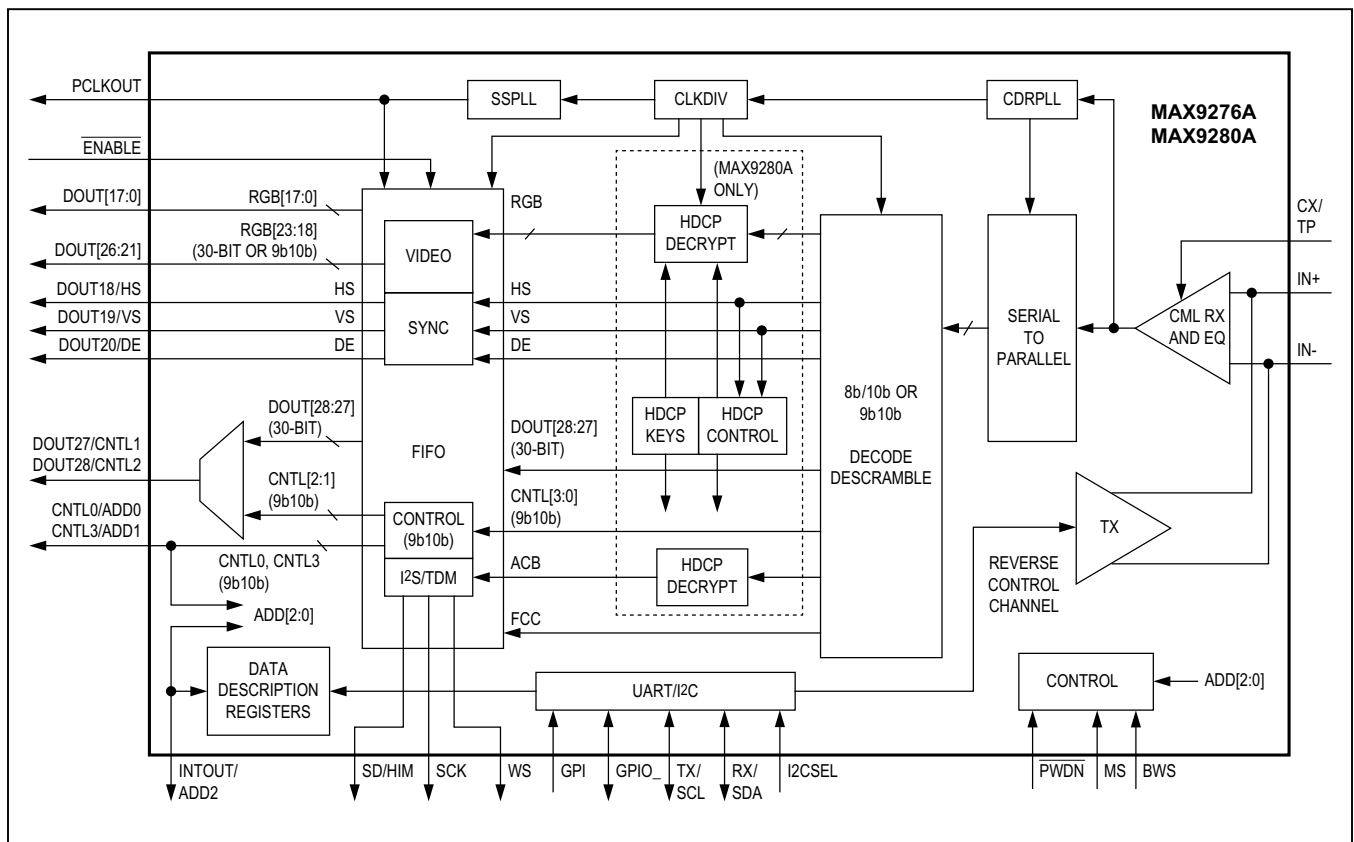 PCLKOUT
SSPLL
CLKDIV
CDRPLL
MAX9276A
MAX9280A
ENABLE
(MAX9280A
ONLY)
DOUT[17:0]
RGB[17:0]
RGB
HDCP
DECRYPT
CX/
TP
RGB[23:18]
(30-BIT OR 9b10b)
DOUT[26:21]
VIDEO
IN+
DOUT18/HS
HS
HS
DOUT19/VS
VS
SYNC
VS
DOUT20/DE
DE
DE
SERIAL
TO
PARALLEL
CML RX
AND EQ
IN-
8b/10b OR
9b10b
DECODE
DESCRAMBLE
HDCP
KEYS
HDCP
CONTROL
DOUT[28:27]
(30-BIT)
DOUT27/CNTL1
DOUT28/CNTL2
FIFO
DOUT[28:27]
(30-BIT)
CNTL[2:1]
(9b10b)
CNTL[3:0]
(9b10b)
CNTL0/ADD0
CNTL3/ADD1
CONTROL
(9b10b)
TX
CNTL0, CNTL3
(9b10b)
I2S/TDM
ACB
HDCP
DECRYPT
REVERSE
CONTROL
CHANNEL
ADD[2:0]
FCC
DATA
DESCRIPTION
REGISTERS
UART/I2C
CONTROL
ADD[2:0]
INTOUT/
ADD2
SD/HIM
SCK
WS
GPI
GPIO_
TX/
SCL
RX/
SDA
I2CSEL
PWDN
MS
BWS